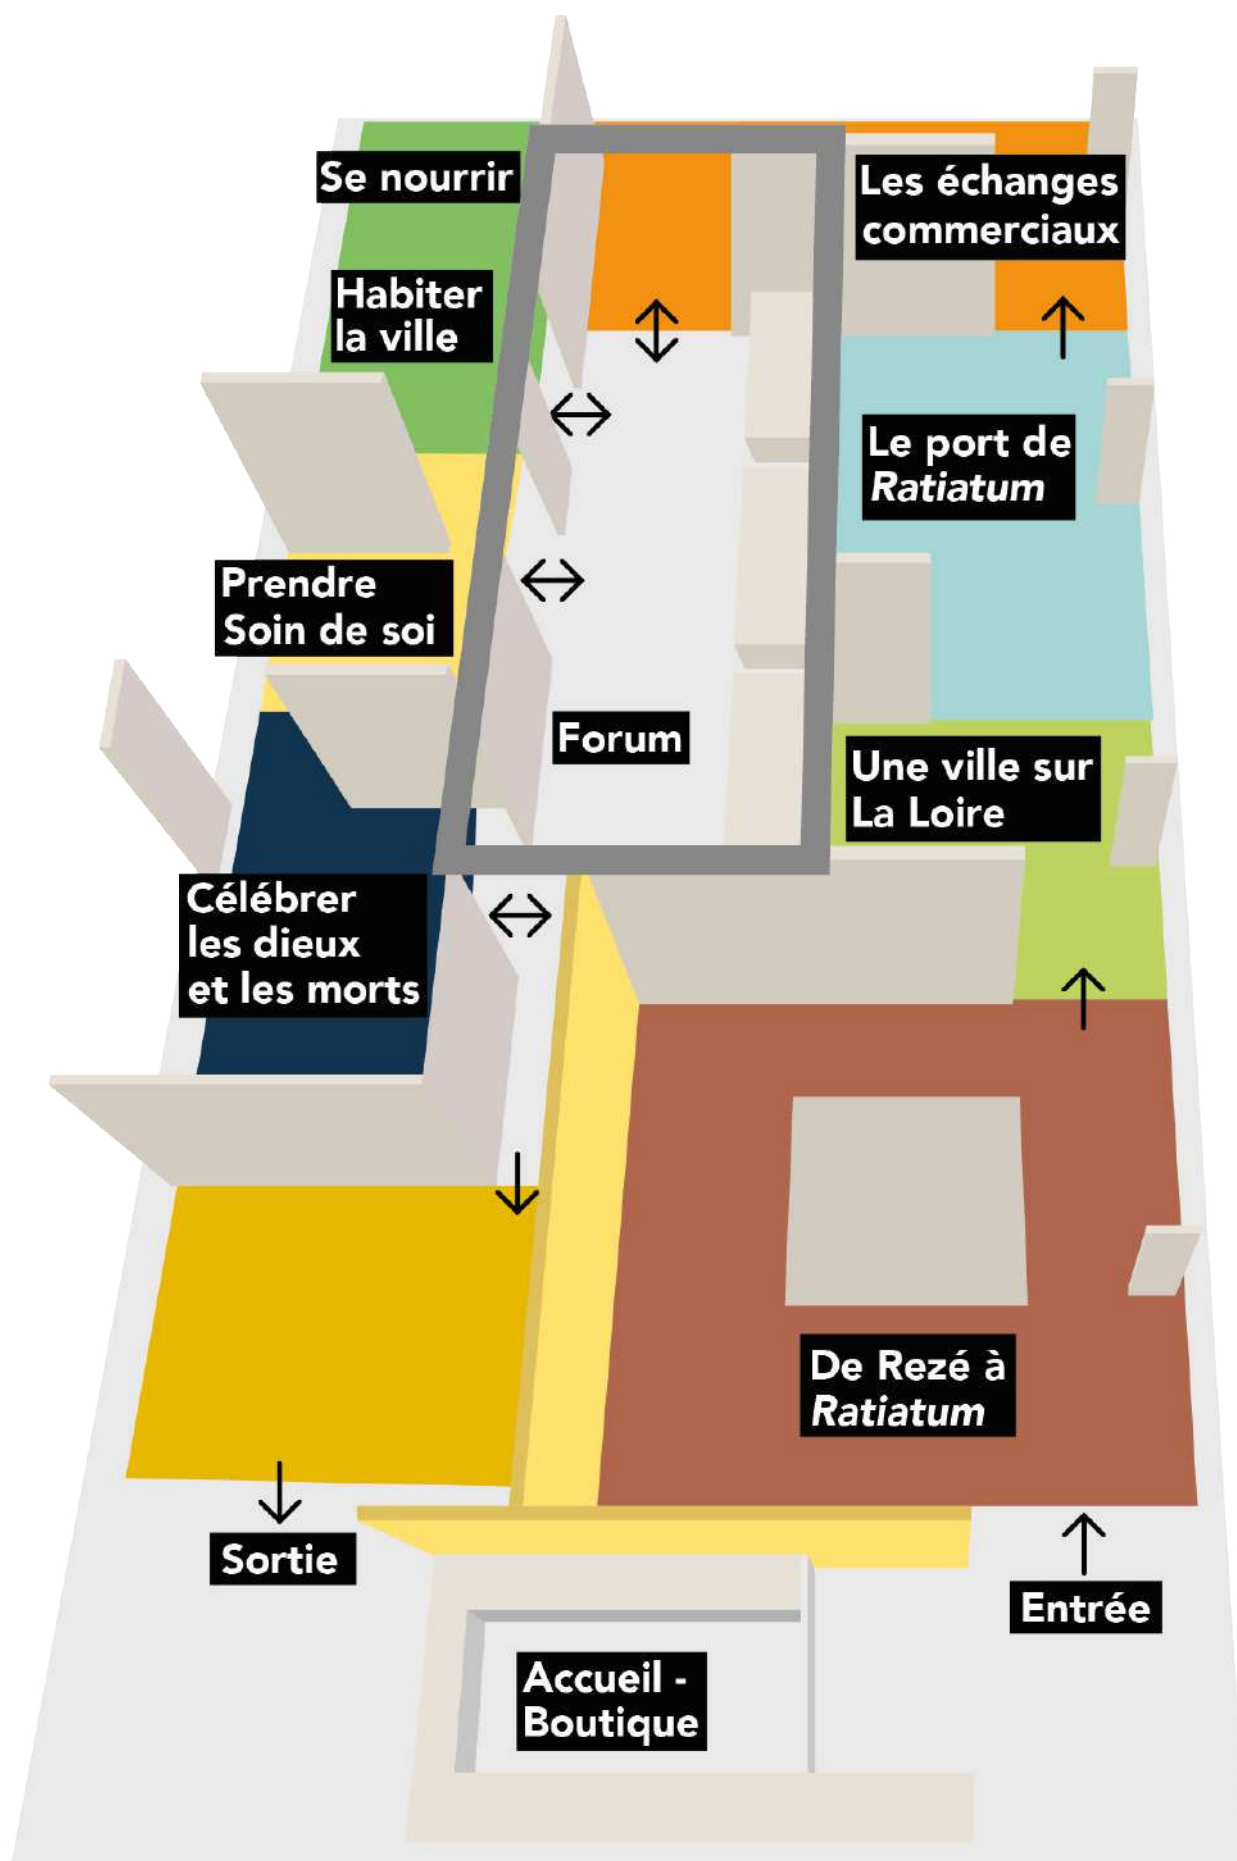 Se nourrir
Les échanges
commerciaux
Habiter
la ville
Le port de
Ratiatum
Prendre
Soin de soi
Forum
Une ville sur
La Loire
Célébrer
les dieux
et les morts
De Rezé à
Ratiatum
Sortie
Entrée
Accueil -
Boutique